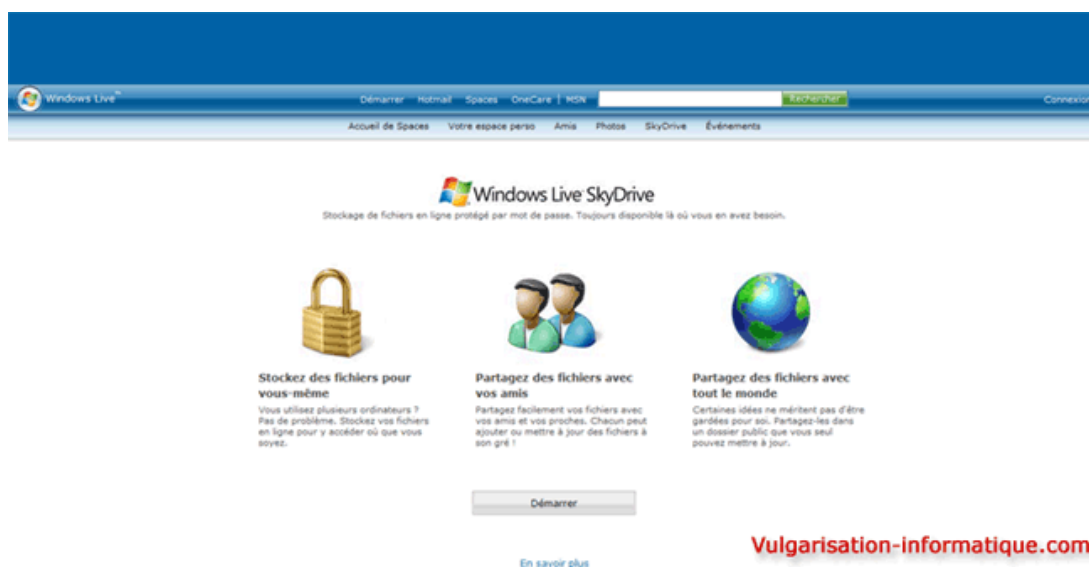 Windows Live™
Démarrer Hotmail Spaces OneCare | MSN Rechercher Connexion
Accueil de Spaces Votre espace perso Amis Photos SkyDrive Événements
Windows Live SkyDrive
Stockage de fichiers en ligne protégé par mot de passe. Toujours disponible là où vous en avez besoin.
Stockez des fichiers pour
vous-même
Vous utilisez plusieurs ordinateurs ?
Pas de problème. Stockez vos fichiers
en ligne pour y accéder où que vous
soyez.
Partagez des fichiers avec
vos amis
Partagez facilement vos fichiers avec
vos amis et vos proches. Chacun peut
ajouter ou mettre à jour des fichiers à
son gré !
Partagez des fichiers avec
tout le monde
Certaines idées ne méritent pas d'être
gardées pour soi. Partagez-les dans
un dossier public que vous seul
pouvez mettre à jour.
Démarrer
Vulgarisation-informatique.com
En savoir plus